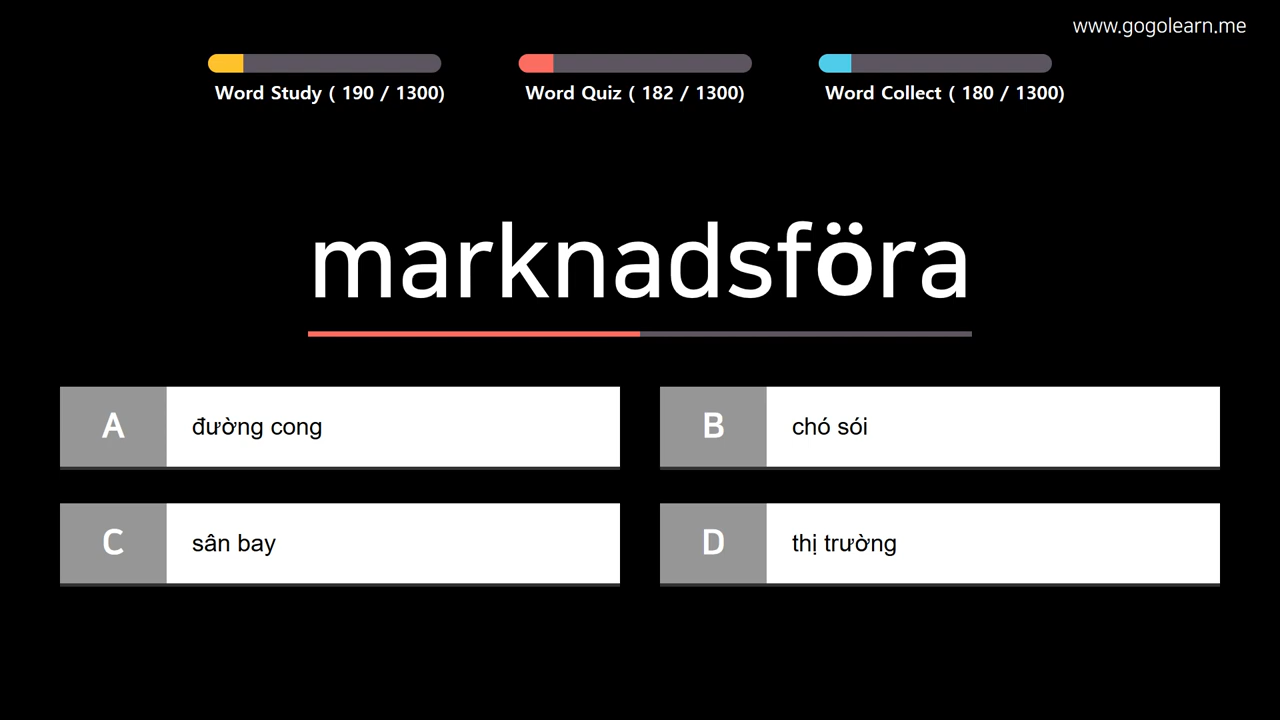 www.gogolearn.me
Word Study ( 190 / 1300)
Word Quiz ( 182 / 1300)
Word Collect ( 180 / 1300)
marknadsföra
A
đường cong
B
chó sói
C
sân bay
D
thị trường